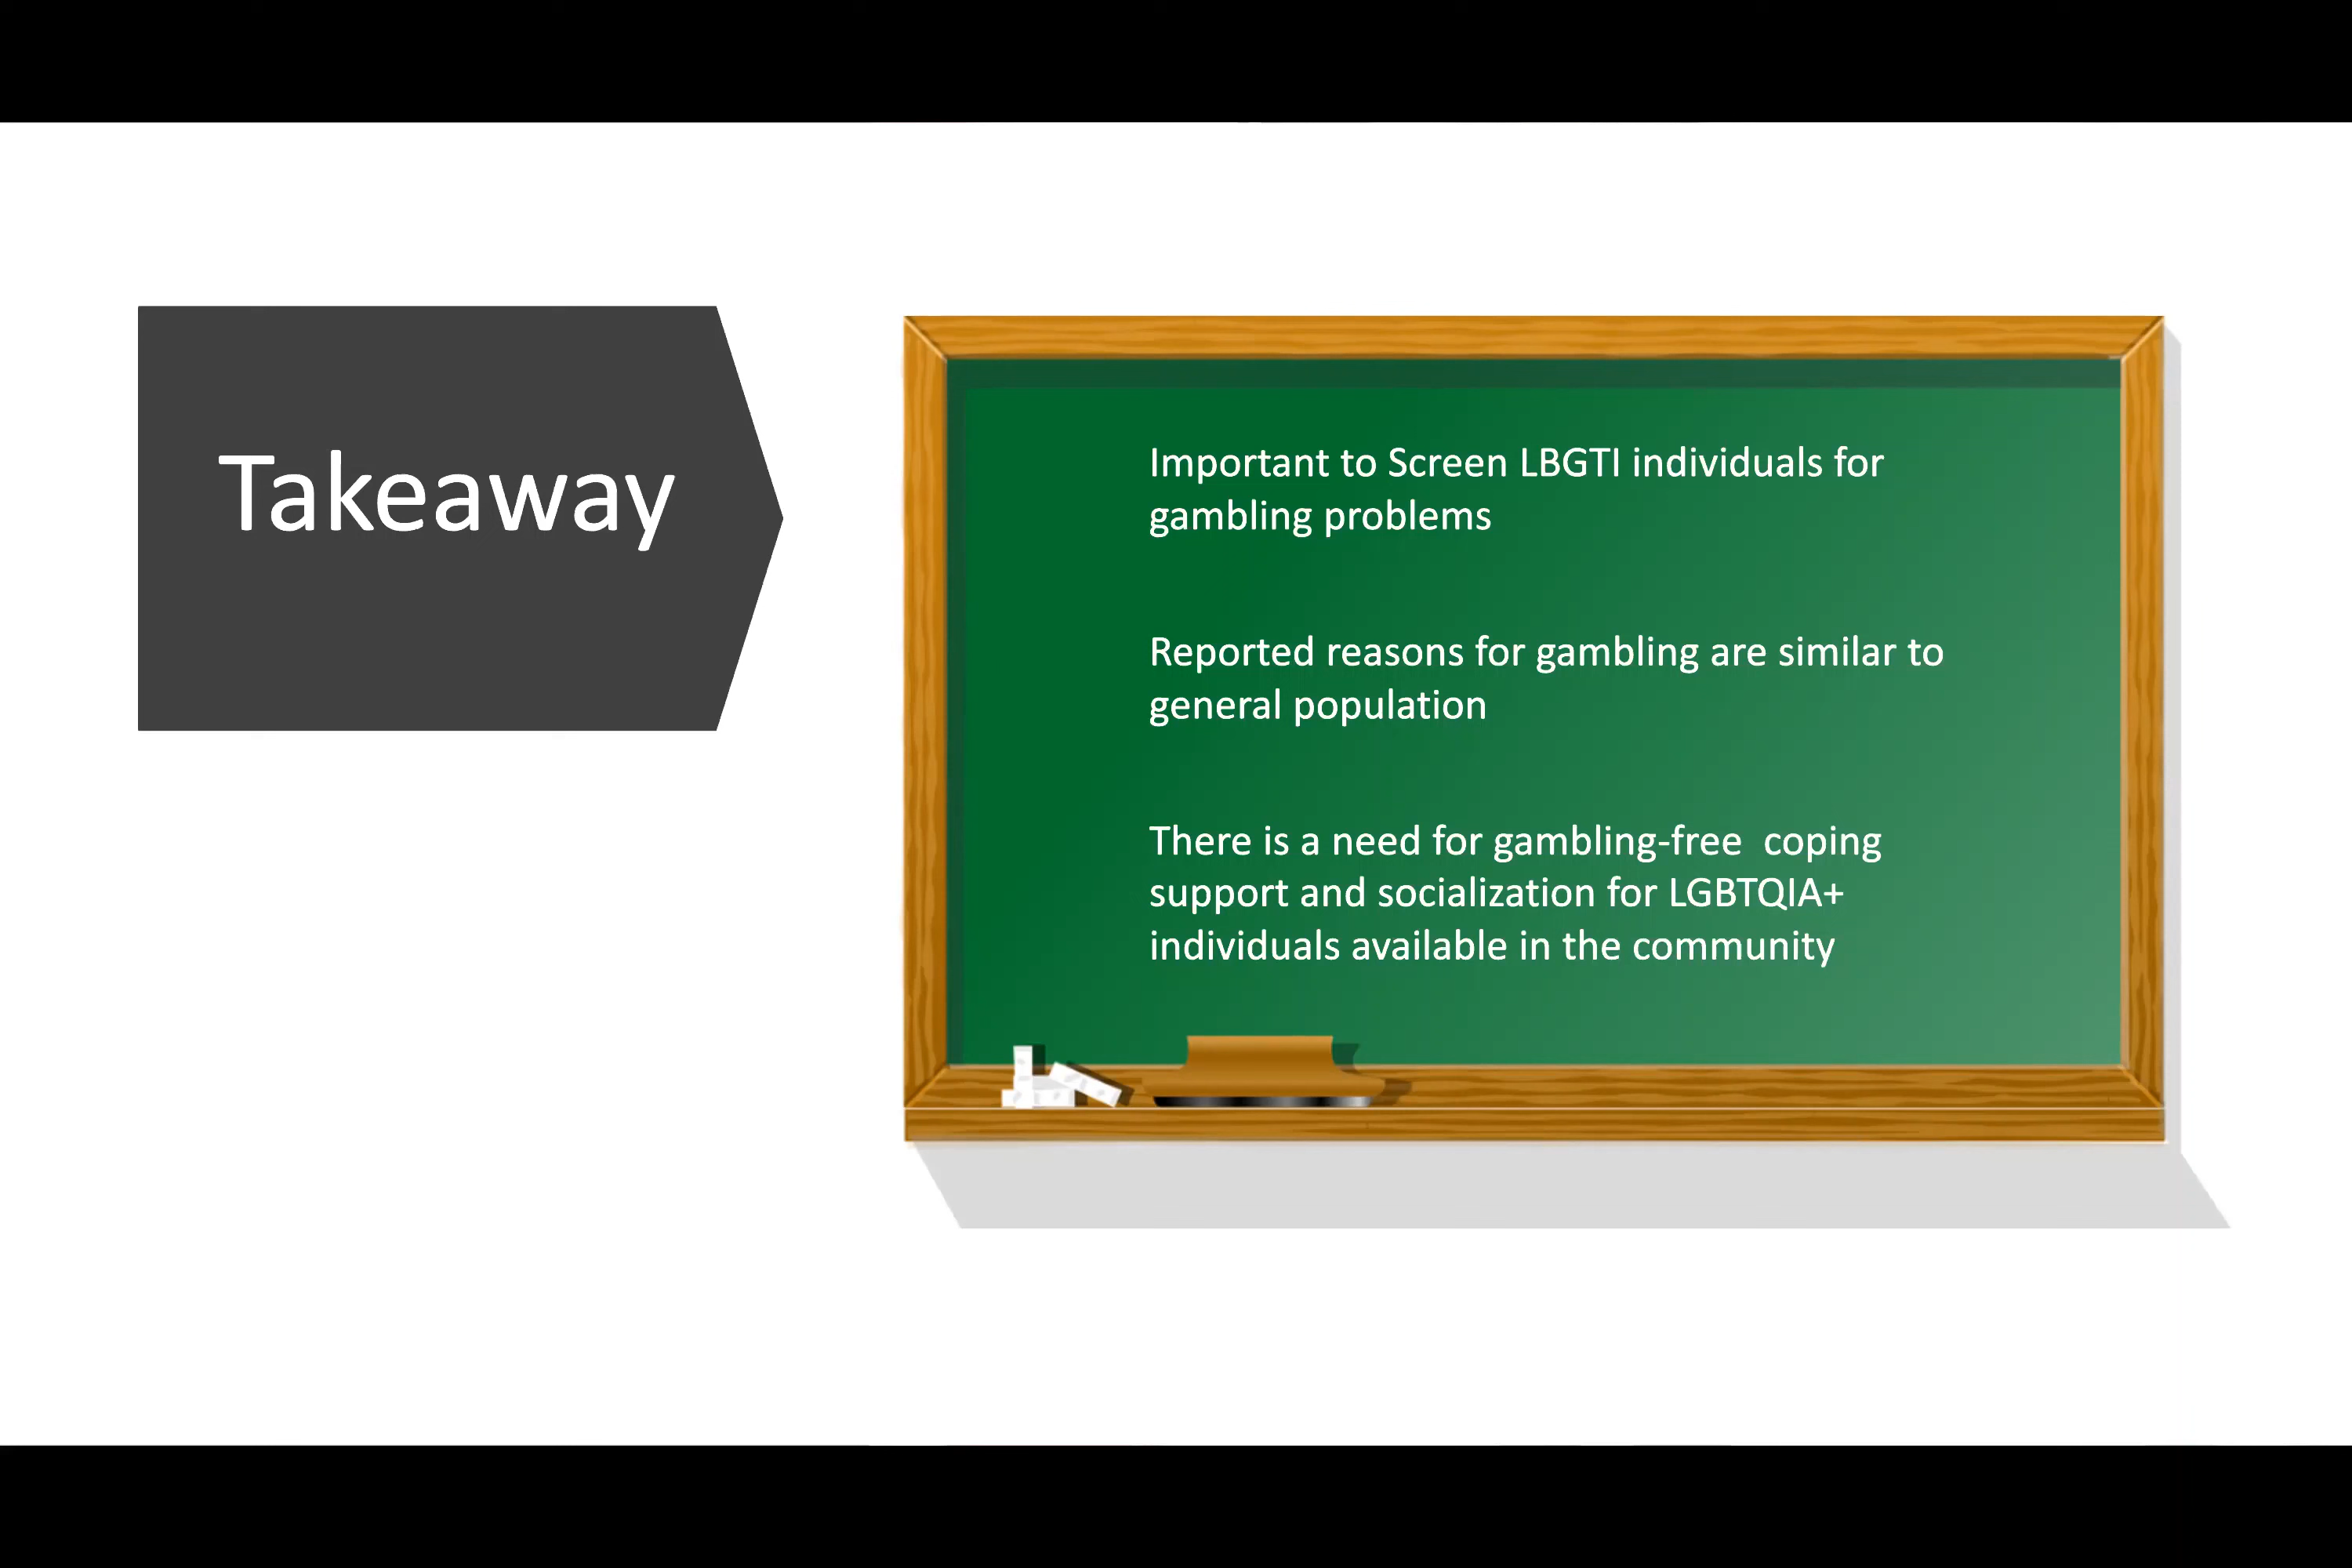 Takeaway
Important to Screen LBGTI individuals for
gambling problems
Reported reasons for gambling are similar to
general population
There is a need for gambling-free  coping
support and socialization for LGBTQIA+
individuals available in the community